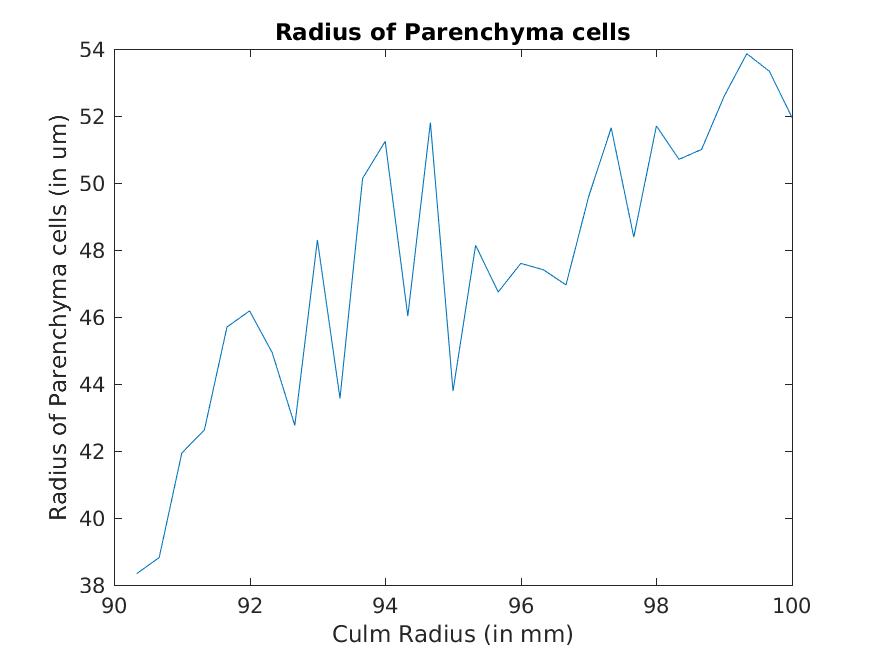 Radius of Parenchyma cells
54
52
50
48
46
44
42
40
38
Radius of Parenchyma cells (in um)
90 92 94 96 98 100
Culm Radius (in mm)